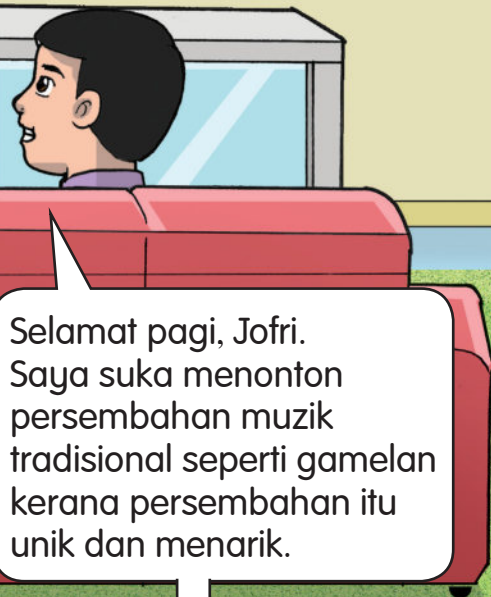 Selamat pagi, Jofri.
Saya suka menonton
persembahan muzik
tradisional seperti gamelan
kerana persembahan itu
unik dan menarik.